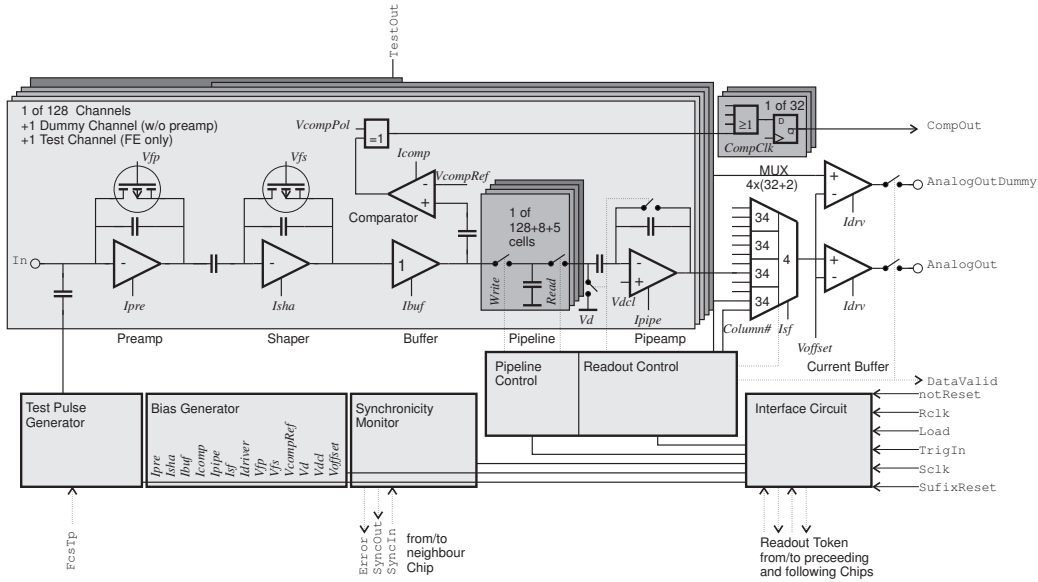 TestOut
1 of 128 Channels
+1 Dummy Channel (w/o preamp)
+1 Test Channel (FE only)
VcompPol
=1
≥1
1 of 32
D
Q
CompClk
CompOut
Vfp
Vfs
Icomp
VcompRef
-
+
Comparator
MUX
4x(32+2)
+
-
AnalogOutDummy
Idrv
1 of
128+8+5
cells
34
34
34
34
4
In
-
Ipre
-
Isha
1
Ibuf
Write
Read
Vd
-
+
Vdcl
Ipipe
Column#
Isf
+
-
AnalogOut
Idrv
Voffset
Preamp
Shaper
Buffer
Pipeline
Pipeamp
Current Buffer
Pipeline
Control
Readout Control
DataValid
notReset
Rclk
Load
TrigIn
Sclk
SufixReset
Test Pulse
Generator
Bias Generator
Ipre
Isha
Ibuf
Icomp
Ipipe
Isf
Idriver
Vfp
Vfs
VcompRef
Vd
Vdcl
Voffset
Synchronicity
Monitor
Interface Circuit
FcsTp
Error
SyncOut
SyncIn
from/to
neighbour
Chip
Readout Token
from/to preceeding
and following Chips